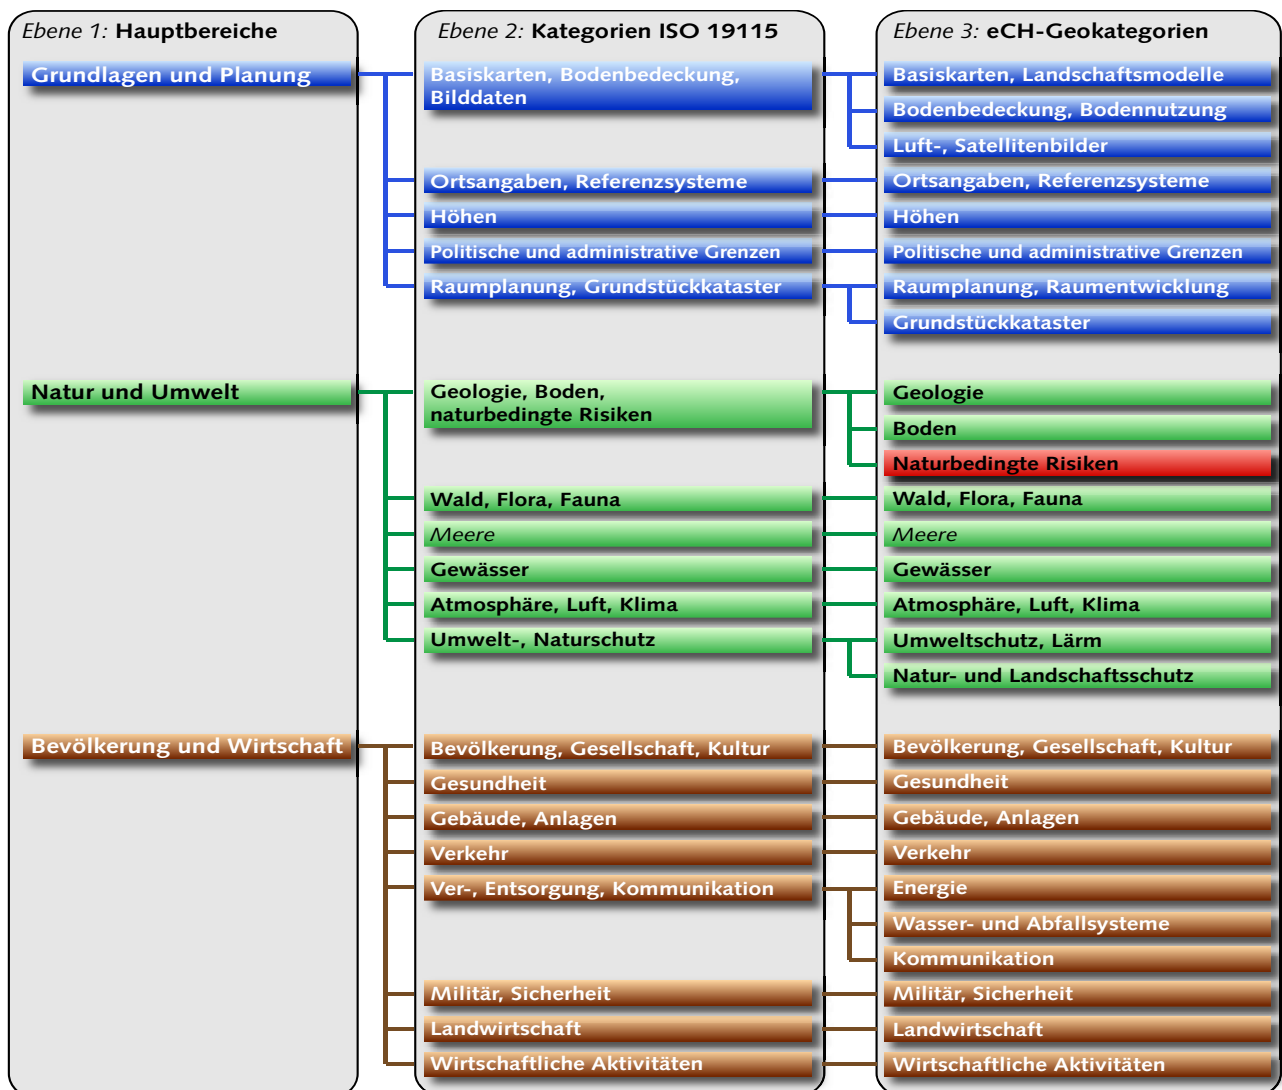 Ebene 1: Hauptbereiche
Grundlagen und Planung
Natur und Umwelt
Bevölkerung und Wirtschaft
Ebene 2: Kategorien ISO 19115
Basiskarten, Bodenbedeckung,
Bilddaten
Ortsangaben, Referenzsysteme
Höhen
Politische und administrative Grenzen
Raumplanung, Grundstückkataster
Geologie, Boden,
naturbedingte Risiken
Wald, Flora, Fauna
Meere
Gewässer
Atmosphäre, Luft, Klima
Umwelt-, Naturschutz
Bevölkerung, Gesellschaft, Kultur
Gesundheit
Gebäude, Anlagen
Verkehr
Ver-, Entsorgung, Kommunikation
Militär, Sicherheit
Landwirtschaft
Wirtschaftliche Aktivitäten
Ebene 3: eCH-Geokategorien
Basiskarten, Landschaftsmodelle
Bodenbedeckung, Bodennutzung
Luft-, Satellitenbilder
Ortsangaben, Referenzsysteme
Höhen
Politische und administrative Grenzen
Raumplanung, Raumentwicklung
Grundstückkataster
Geologie
Boden
Naturbedingte Risiken
Wald, Flora, Fauna
Meere
Gewässer
Atmosphäre, Luft, Klima
Umweltschutz, Lärm
Natur- und Landschaftsschutz
Bevölkerung, Gesellschaft, Kultur
Gesundheit
Gebäude, Anlagen
Verkehr
Energie
Wasser- und Abfallsysteme
Kommunikation
Militär, Sicherheit
Landwirtschaft
Wirtschaftliche Aktivitäten